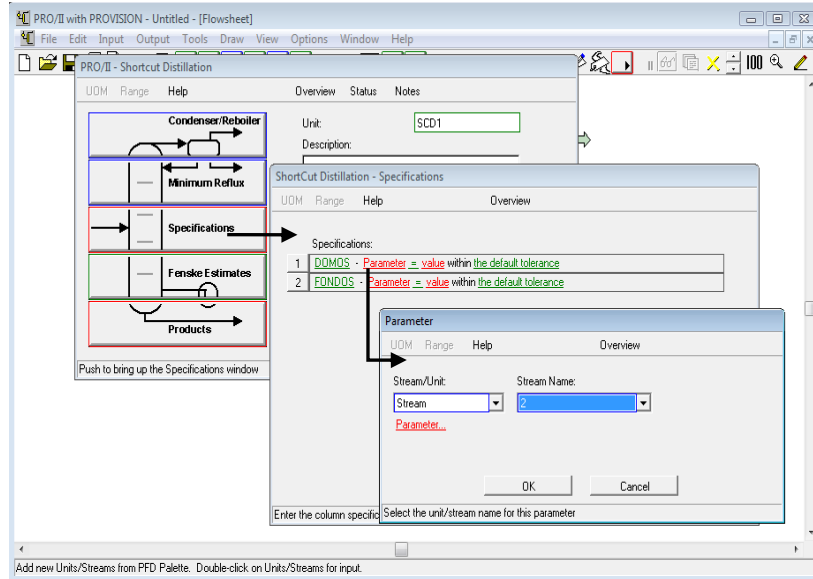 PRO/II with PROVISION - Untitled - [Flowsheet]
File Edit Input Output Tools Draw View Options Window Help
100
PRO/II - Shortcut Distillation
UOM Range Help Overview Status Notes
Condenser/Reboiler
Unit: SCD1
Description:
Minimum Reflux
Specifications
Fenske Estimates
Products
Push to bring up the Specifications window
ShortCut Distillation - Specifications
UOM Range Help Overview
Specifications:
1 DOMOS - Parameter = value within the default tolerance
2 FONDOS - Parameter = value within the default tolerance
Enter the column specific
Parameter
UOM Range Help Overview
Stream/Unit: Stream Name:
Stream 2
Parameter...
OK Cancel
Select the unit/stream name for this parameter
Add new Units/Streams from PFD Palette. Double-click on Units/Streams for input.